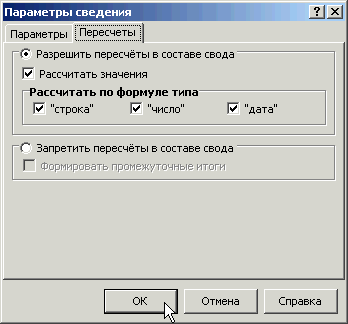 Параметры сведения
Параметры Пересчеты
Разрешить пересчёты в составе свода
Рассчитать значения
Рассчитать по формуле типа
"строка" "число" "дата"
Запретить пересчёты в составе свода
Формировать промежуточные итоги
OK Отмена Справка